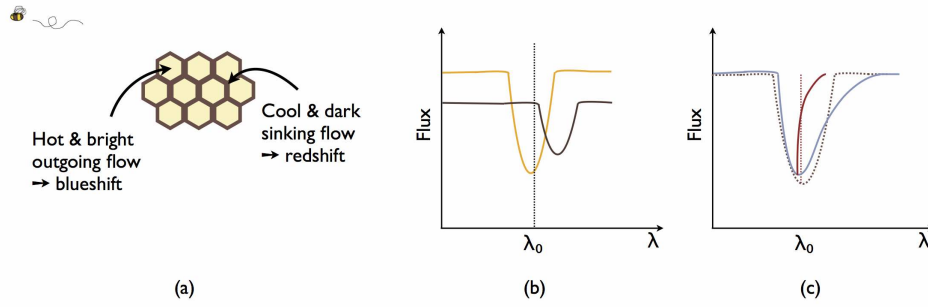 Hot & bright
outgoing flow
→ blueshift
Cool & dark
sinking flow
→ redshift
(a)
Flux
λ₀
λ
(b)
Flux
λ₀
λ
(c)